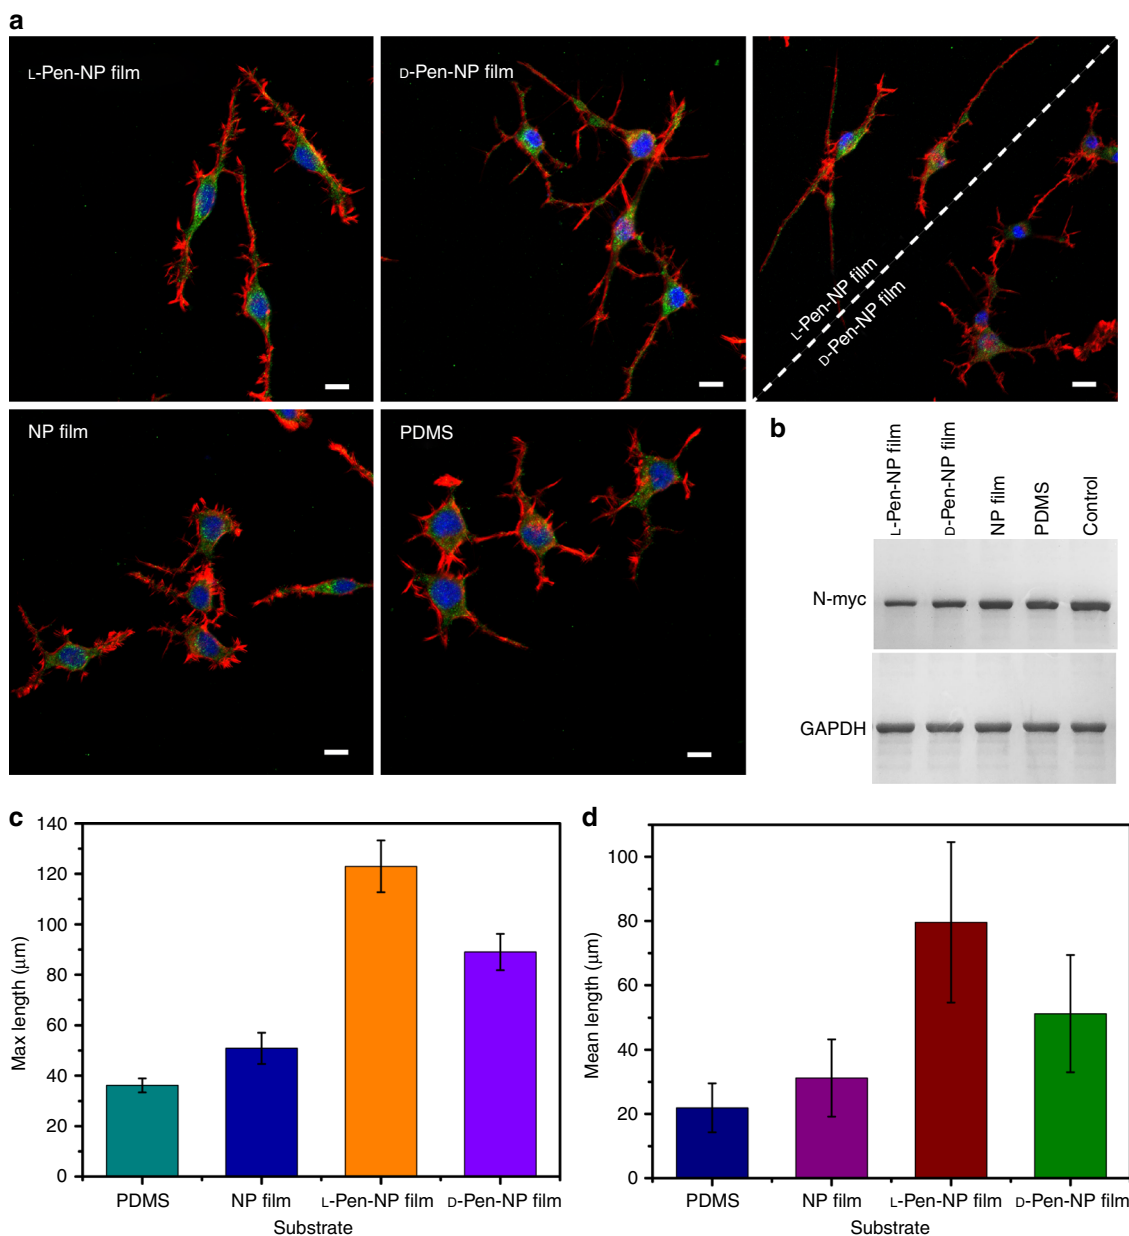 a
L-Pen-NP film
D-Pen-NP film
L-Pen-NP film
D-Pen-NP film
NP film
PDMS
b
L-Pen-NP film
D-Pen-NP film
NP film
PDMS
Control
N-myc
GAPDH
c
140
120
100
80
60
40
20
0
Max length (μm)
PDMS
NP film
L-Pen-NP film
D-Pen-NP film
Substrate
d
100
80
60
40
20
0
Mean length (μm)
PDMS
NP film
L-Pen-NP film
D-Pen-NP film
Substrate